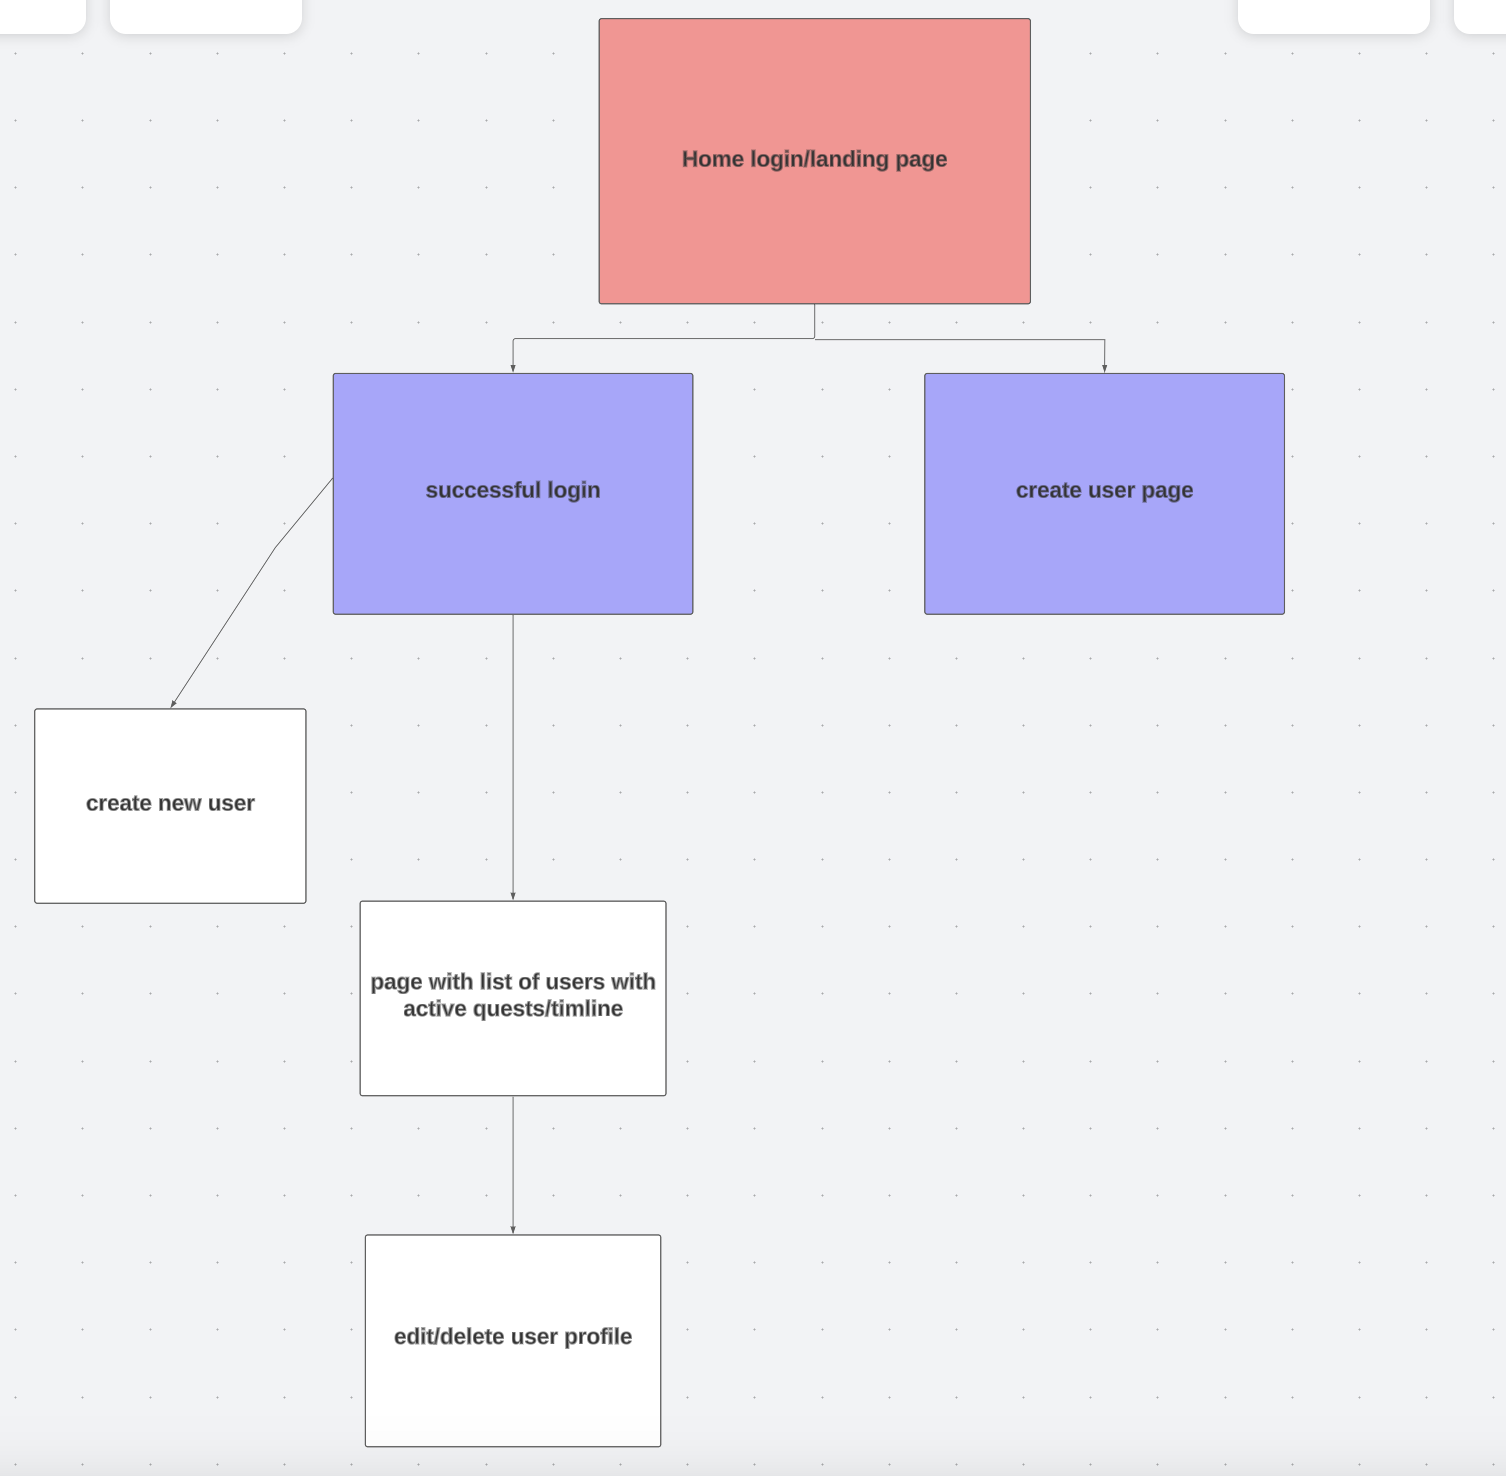 Home login/landing page
successful login
create user page
create new user
page with list of users with
active quests/timline
edit/delete user profile